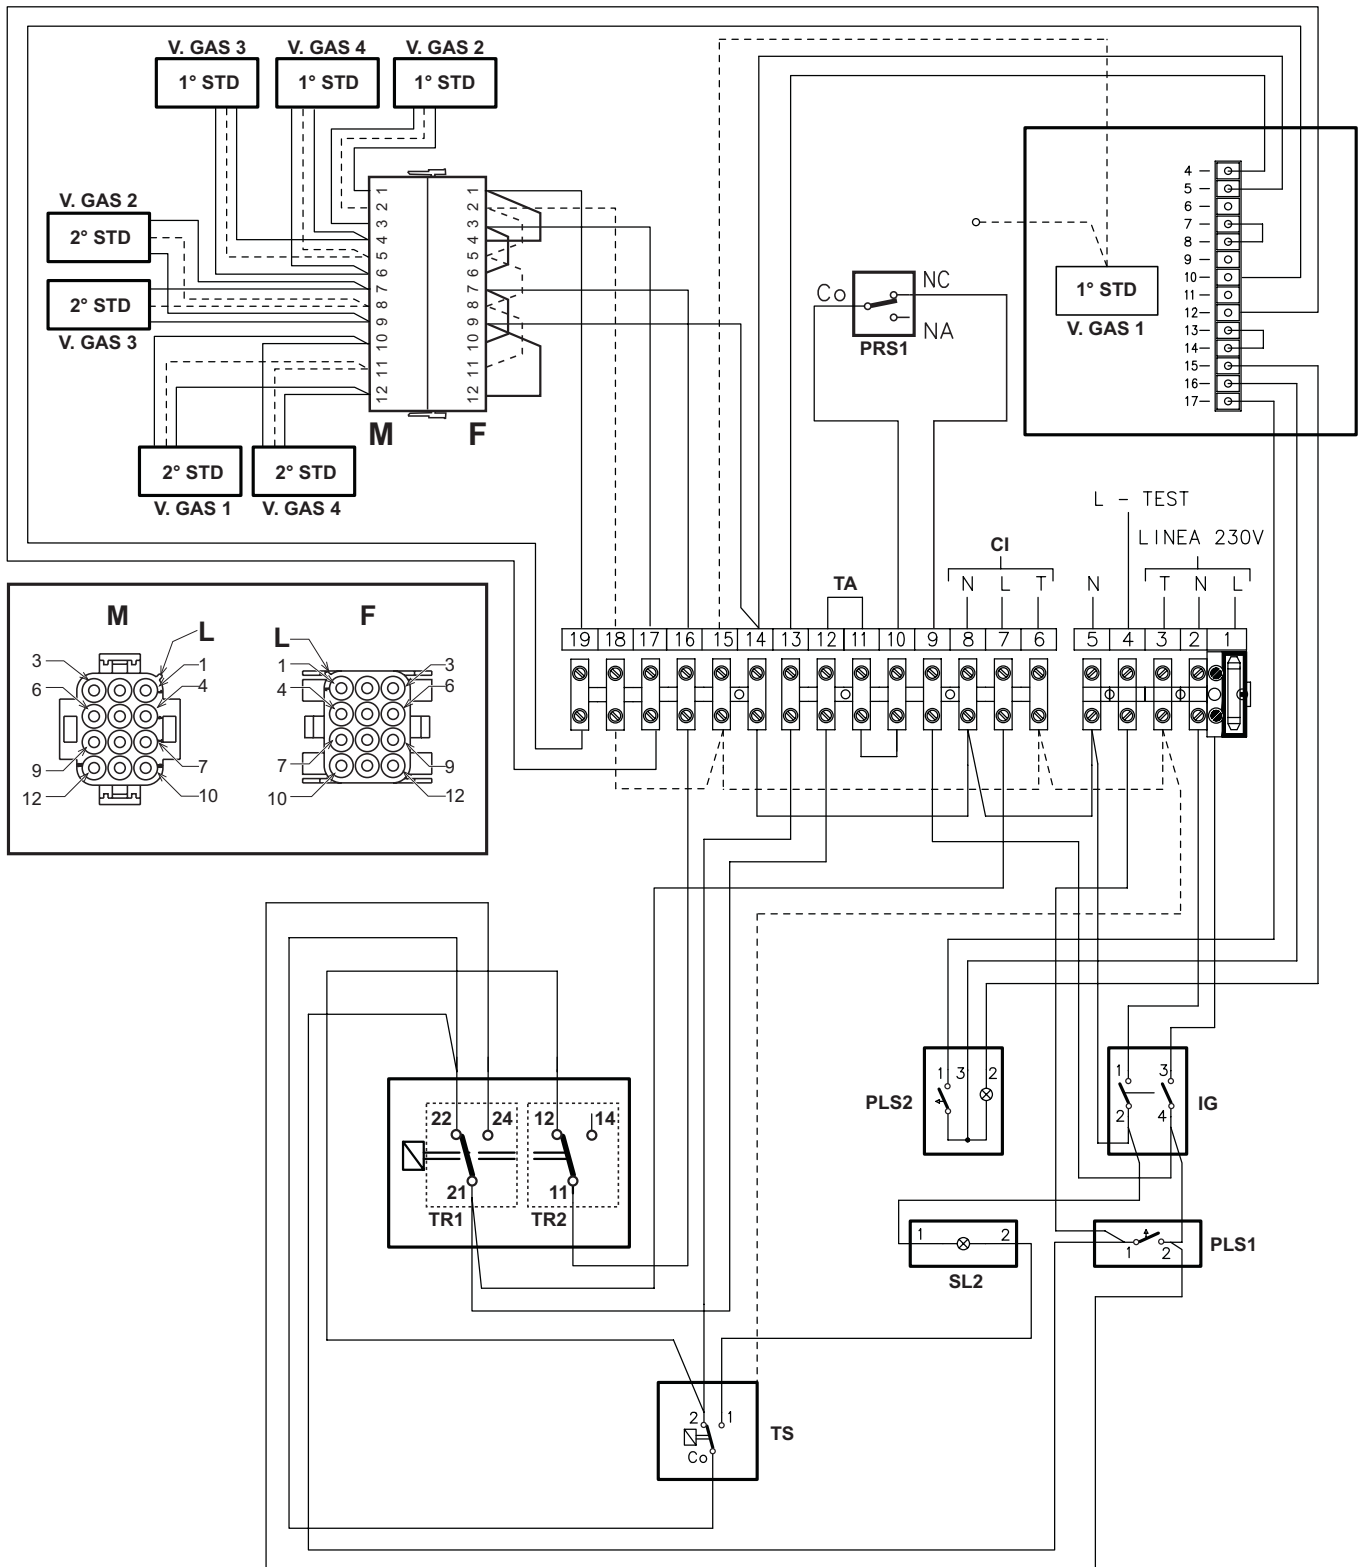 V. GAS 3 V. GAS 4 V. GAS 2
1° STD 1° STD 1° STD
V. GAS 2
2° STD
2° STD
V. GAS 3
1 2 3 4 5 6 7 8 9 10 11 12
1 2 3 4 5 6 7 8 9 10 11 12
M F
2° STD 2° STD
V. GAS 1 V. GAS 4
Co NC
NA
PRS1
1° STD
V. GAS 1
4
5
6
7
8
9
10
11
12
13
14
15
16
17
L - TEST
LINEA 230V
CI
TA N L T N T N L
19 18 17 16 15 14 13 12 11 10 9 8 7 6 5 4 3 2 1
M F
L L
3 1 1 3
6 4 4 6
9 7 7 9
12 10 10 12
1 3 2
PLS2
1 3
2 4
IG
22 24 12 14
21 11
TR1 TR2
1 2
SL2
1 2
PLS1
2 1
Co
TS